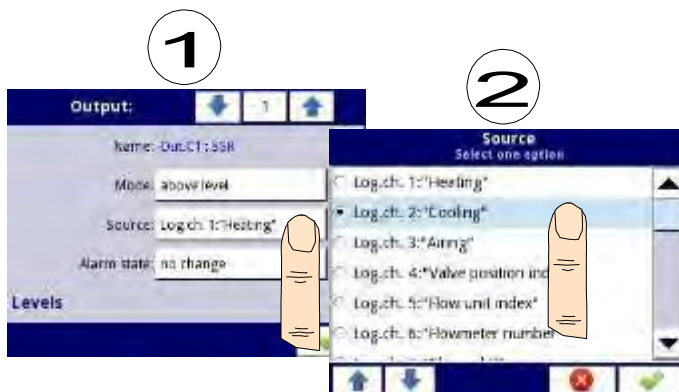 1
Output:
1
Name: Out.C1 : SSR
Mode: above level
Source: Log.ch. 1:"Heating"
Alarm state: no change
Levels
2
Source
Select one option
Log.ch. 1:"Heating"
Log.ch. 2:"Cooling"
Log.ch. 3:"Airing"
Log.ch. 4:"Valve position
Log.ch. 5:"Flow unit index"
Log.ch. 6:"Flowmeter number